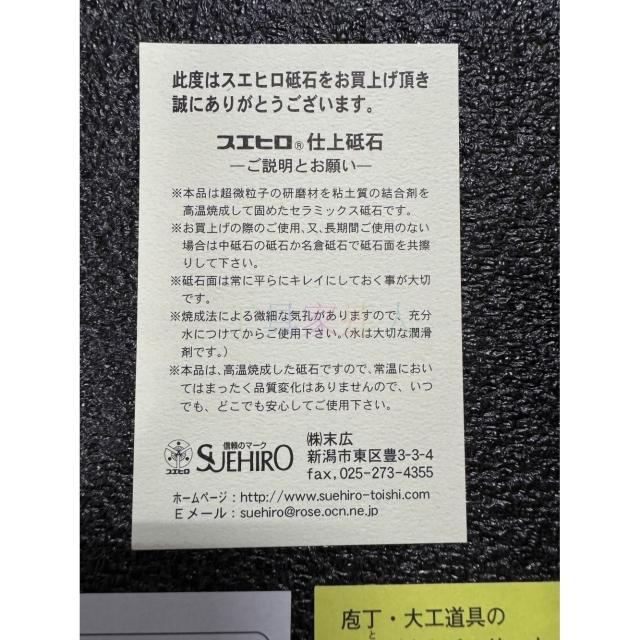 此度はスエヒロ砥石をお買上げ頂き
誠にありがとうございます。
スエヒロ®仕上砥石
―ご説明とお願い―
※本品は超微粒子の研磨材を粘土質の結合剤を
高温焼成して固めたセラミックス砥石です。
※お買上げの際のご使用、又、長期間ご使用のない
場合は中砥石の砥石か名倉砥石で砥石面を共擦
りして下さい。
※砥石面は常に平らにキレイにしておく事が大切
です。
※焼成法による微細な気孔がありますので、充分
水につけてからご使用下さい。(水は大切な潤滑
剤です。)
※本品は、高温焼成した砥石ですので、常温におい
てはまったく品質変化はありませんので、いつ
でも、どこでも安心してご使用下さい。
信頼のマーク
スエヒロ SUEHIRO
㈱末広
新潟市東区豊3-3-4
fax,025-273-4355
ホームページ：http://www.suehiro-toishi.com
Eメール：suehiro@rose.ocn.ne.jp
庖丁・大工道具の
と